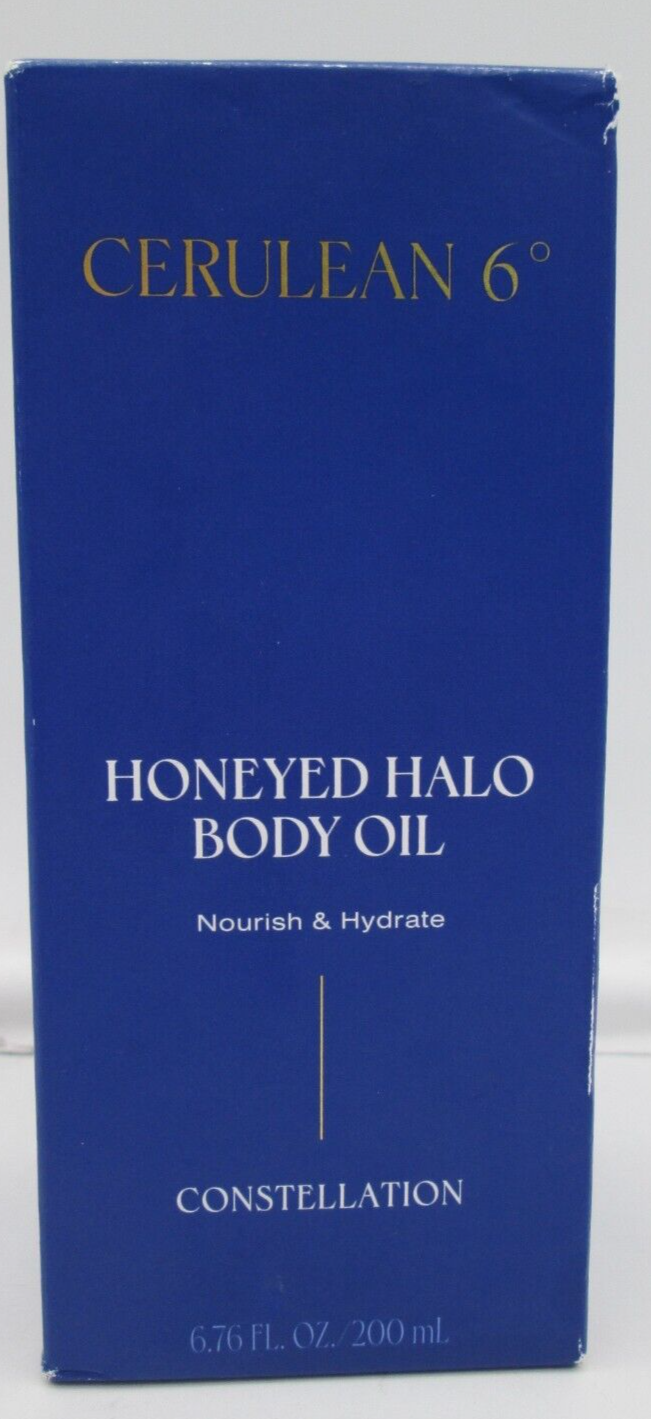 CERULEAN 6°
HONEYED HALO
BODY OIL
Nourish & Hydrate
CONSTELLATION
6.76 FL. OZ./200 mL